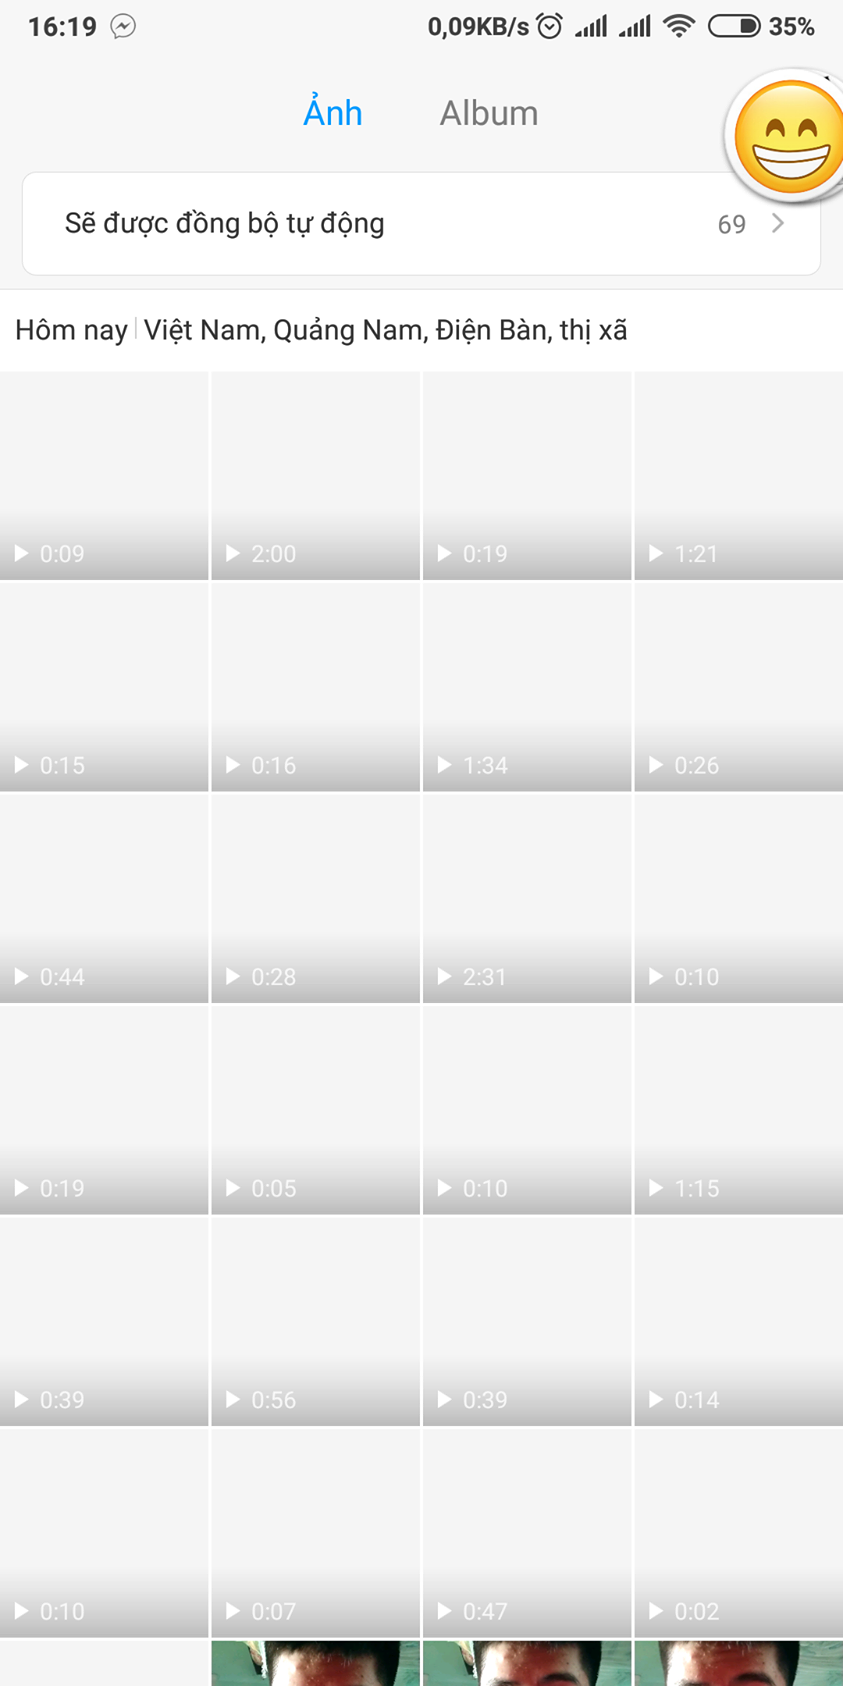 16:19 0,09KB/s 35%
Ảnh Album
Sẽ được đồng bộ tự động 69
Hôm nay Việt Nam, Quảng Nam, Điện Bàn, thị xã
0:09 2:00 0:19 1:21
0:15 0:16 1:34 0:26
0:44 0:28 2:31 0:10
0:19 0:05 0:10 1:15
0:39 0:56 0:39 0:14
0:10 0:07 0:47 0:02